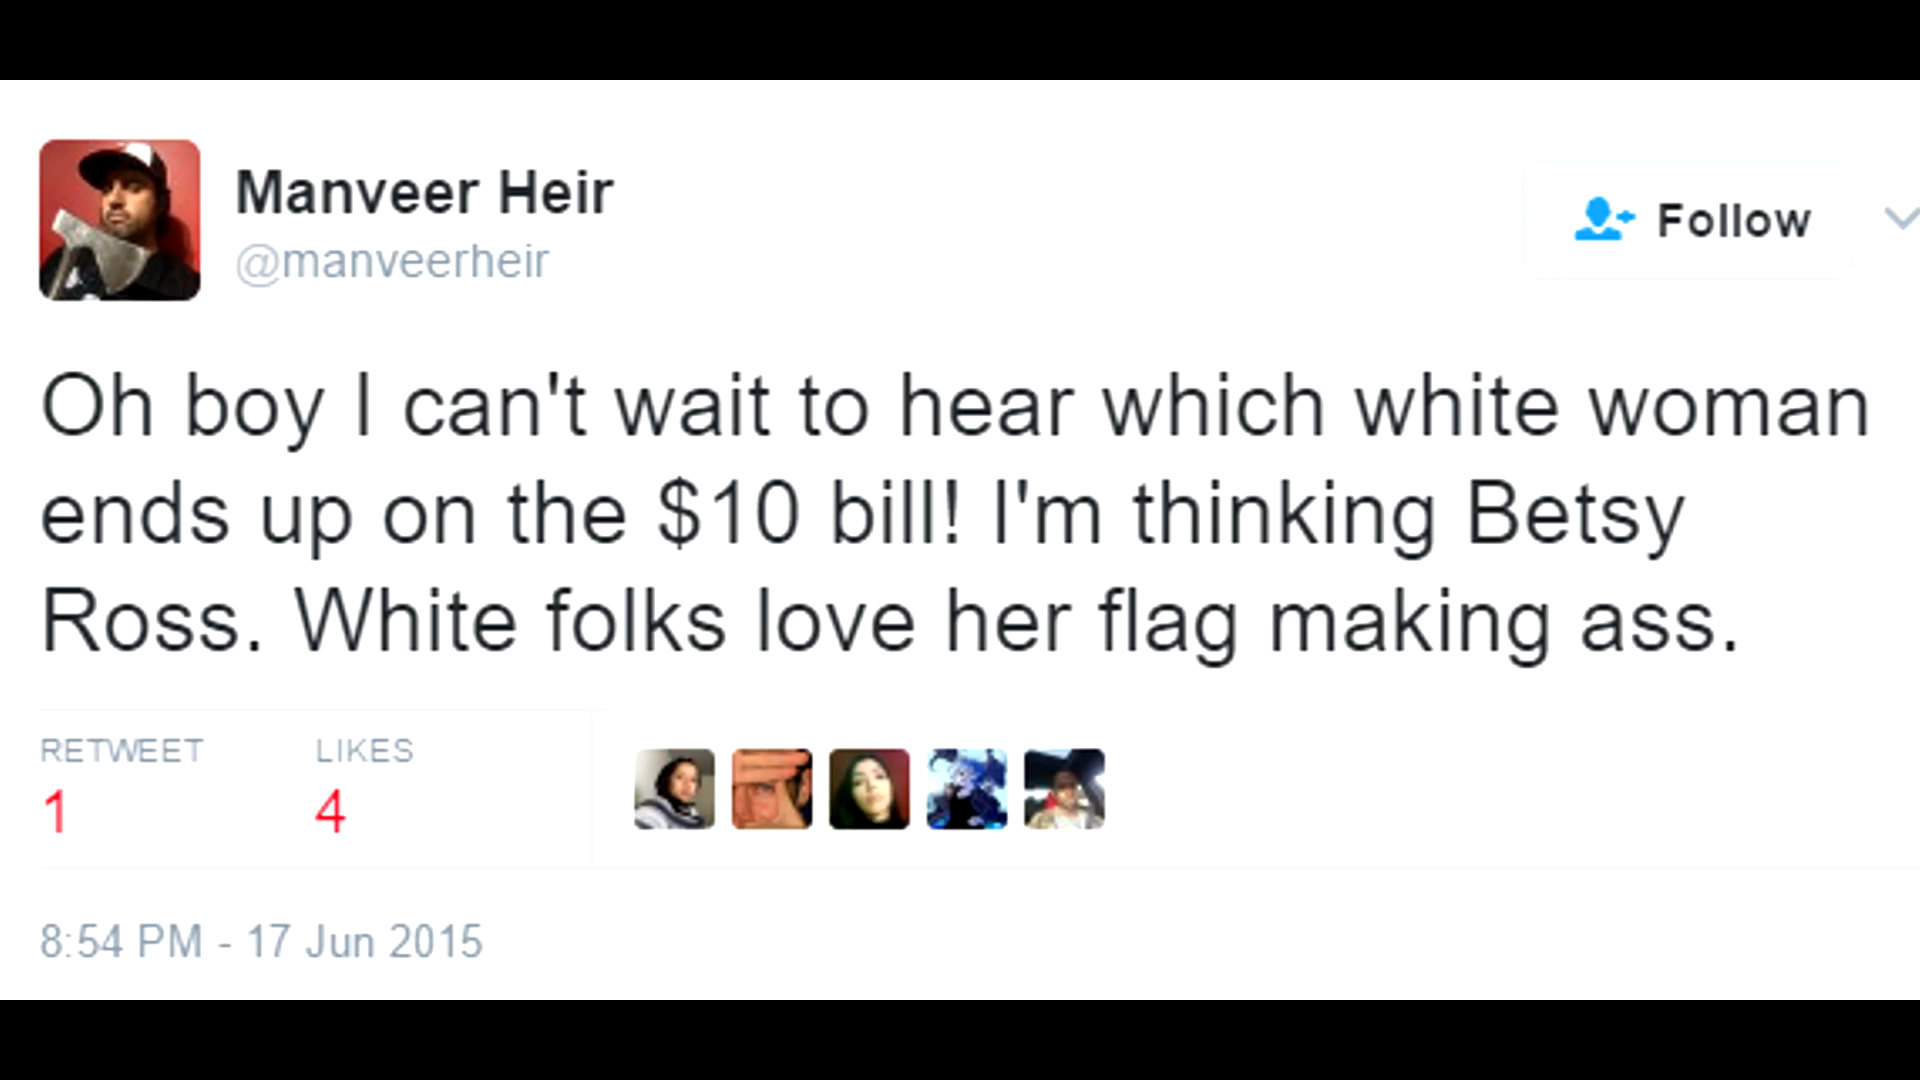 Manveer Heir
@manveerheir
Follow
Oh boy I can't wait to hear which white woman
ends up on the $10 bill! I'm thinking Betsy
Ross. White folks love her flag making ass.
RETWEET LIKES
1 4
8:54 PM - 17 Jun 2015